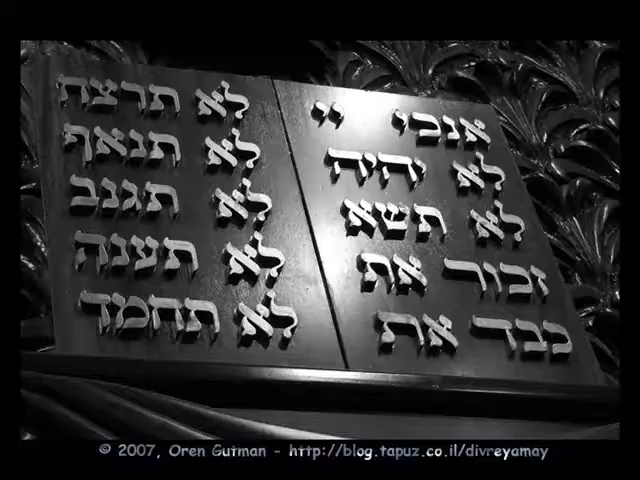 אנכי יי
לא יהיה
לא תשא
זכור את
כבד את
לא תרצח
לא תנאף
לא תגנב
לא תענה
לא תחמד
© 2007, Oren Gutman - http://blog.tapuz.co.il/divreyamay